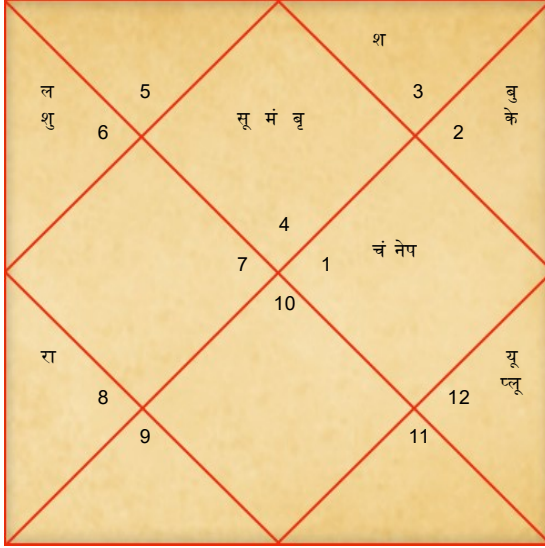 श
ल 5 3 बु
शु 6 सू मं बृ 2 के
4
चं नेप
7 1
10
रा यू
प्लू
8 12
9 11